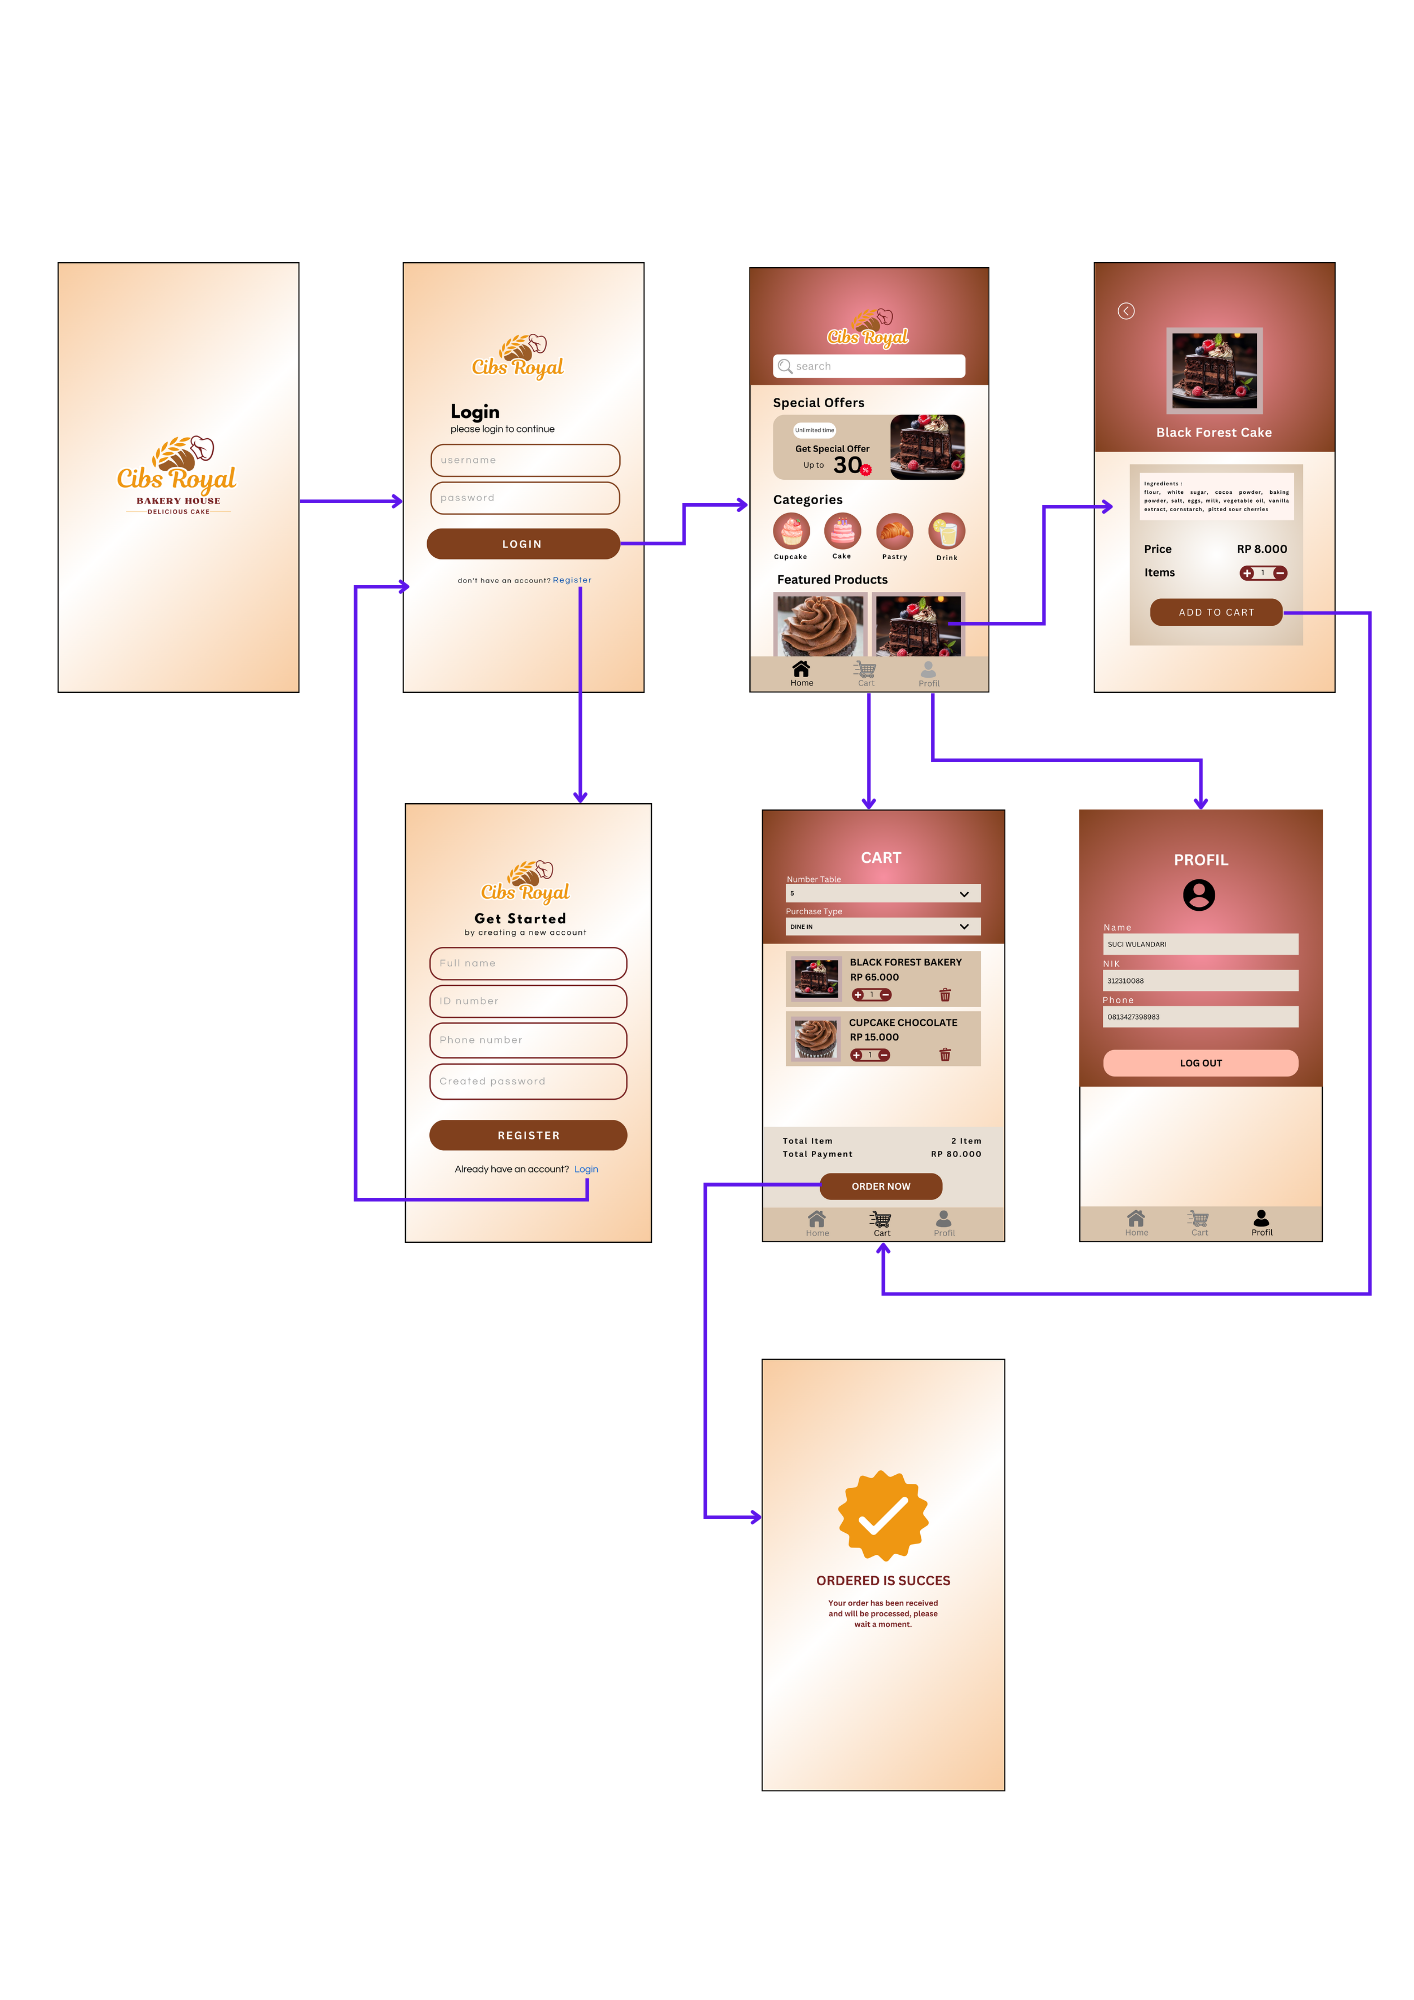 Cibs Royal
BAKERY HOUSE
DELICIOUS CAKE
Cibs Royal
Login
please login to continue
username
password
LOGIN
don't have an account? Register
Cibs Royal
search
Special Offers
Unlimited time
Get Special Offer
Up to 30%
Categories
Cupcake Cake Pastry Drink
Featured Products
Home Cart Profil
Black Forest Cake
Ingredients :
flour, white sugar, cocoa powder, baking
powder, salt, eggs, milk, vegetable oil, vanilla
extract, cornstarch, pitted sour cherries
Price RP 8.000
Items 1
ADD TO CART
Cibs Royal
Get Started
by creating a new account
Full name
ID number
Phone number
Created password
REGISTER
Already have an account? Login
CART
Number Table
5
Purchase Type
DINE IN
BLACK FOREST BAKERY
RP 65.000
1
CUPCAKE CHOCOLATE
RP 15.000
1
Total Item 2 Item
Total Payment RP 80.000
ORDER NOW
Home Cart Profil
PROFIL
Name
SUCI WULANDARI
NIK
312310088
Phone
0813427398983
LOG OUT
Home Cart Profil
ORDERED IS SUCCES
Your order has been received
and will be processed, please
wait a moment.